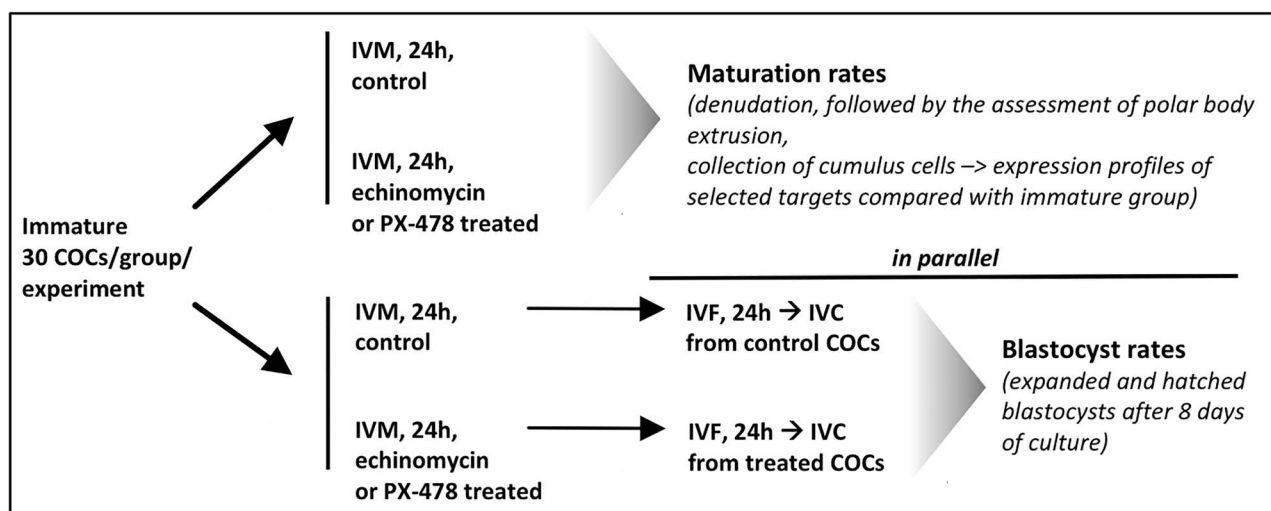 Immature
30 COCs/group/
experiment
IVM, 24h,
control
IVM, 24h,
echinomycin
or PX-478 treated
Maturation rates
(denudation, followed by the assessment of polar body
extrusion,
collection of cumulus cells –> expression profiles of
selected targets compared with immature group)
in parallel
IVM, 24h,
control
IVF, 24h → IVC
from control COCs
IVM, 24h,
echinomycin
or PX-478 treated
IVF, 24h → IVC
from treated COCs
Blastocyst rates
(expanded and hatched
blastocysts after 8 days
of culture)